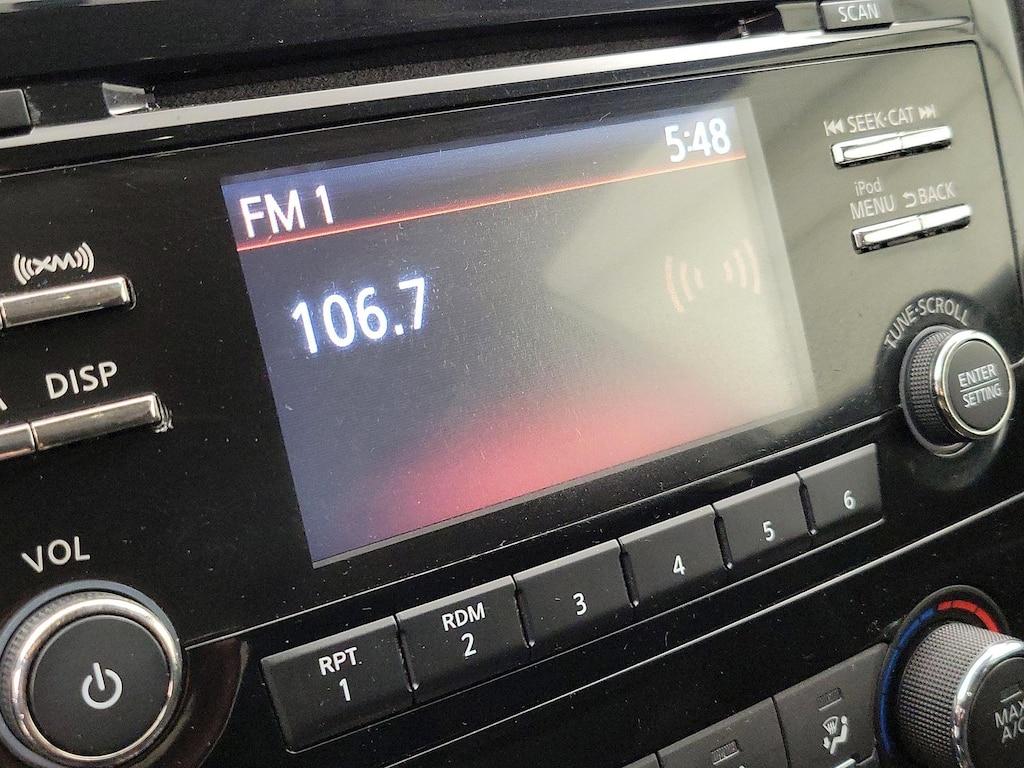 SCAN
⏮ SEEK·CAT ⏭
5:48
FM 1
iPod
MENU ⮌BACK
((XM))
106.7
TUNE·SCROLL
DISP
ENTER
SETTING
VOL
RPT
1
RDM
2
3
4
5
6
MAX
A/C